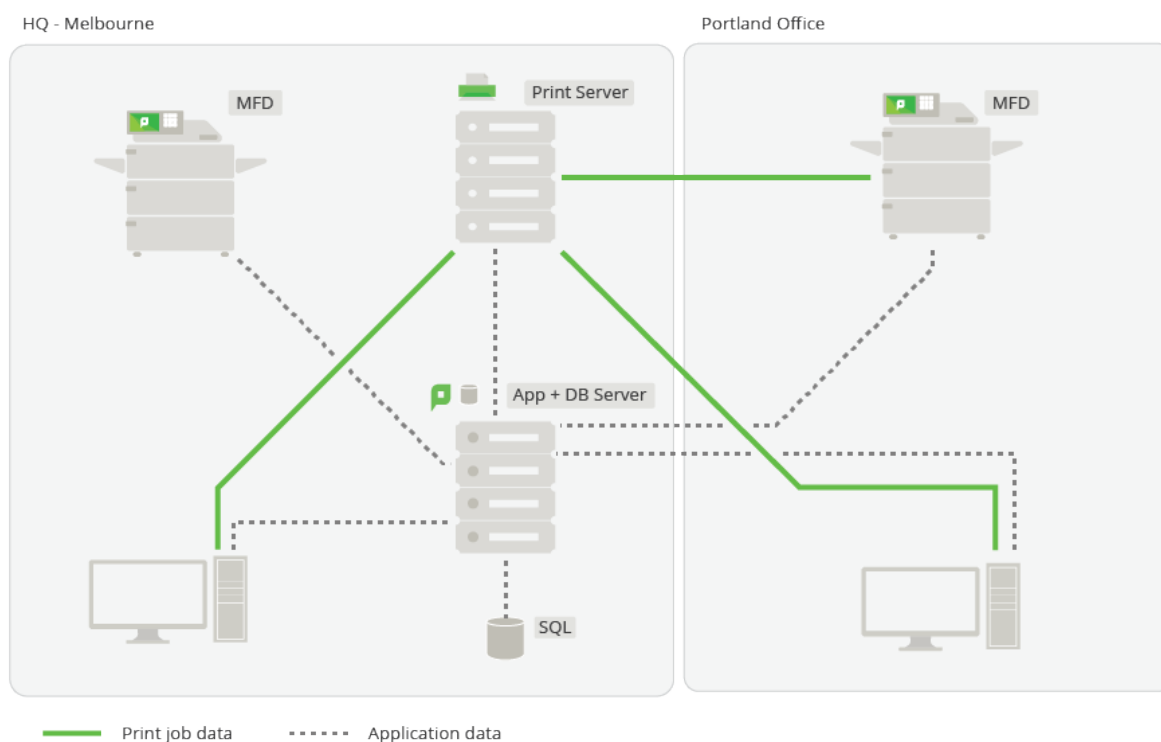 HQ - Melbourne
Portland Office
MFD
Print Server
MFD
App + DB Server
SQL
Print job data
Application data